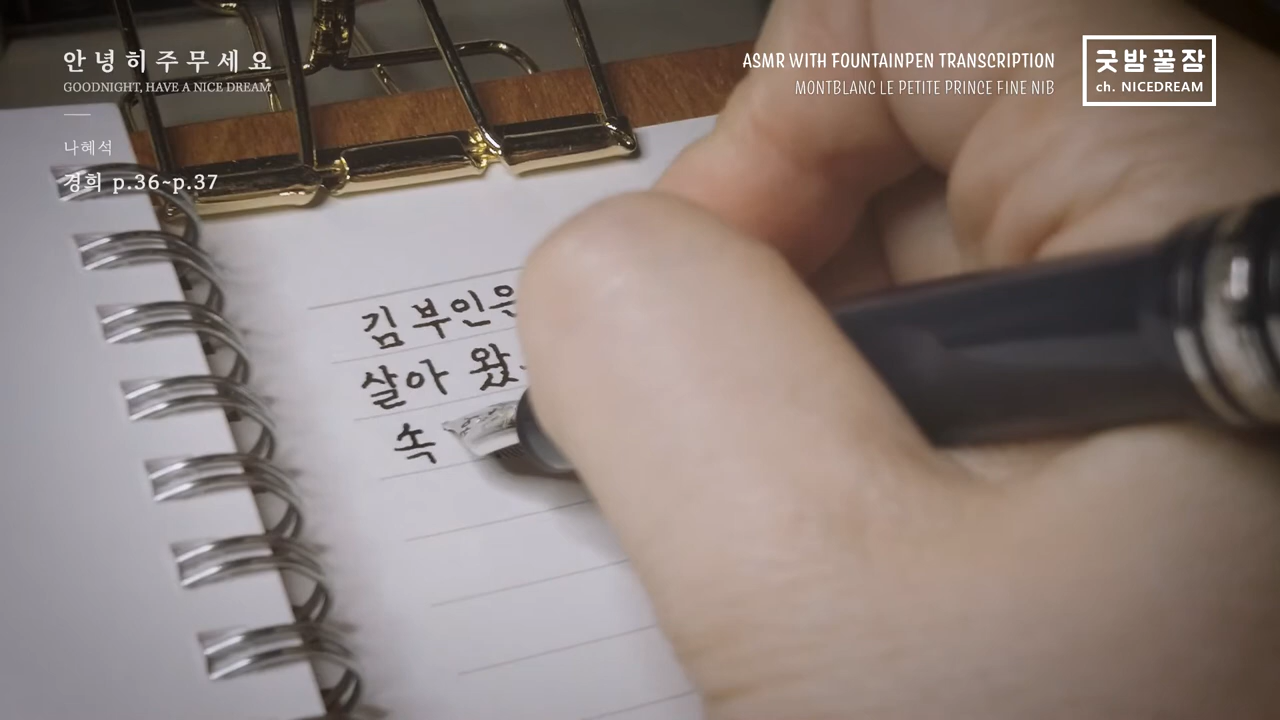 안녕히주무세요
GOODNIGHT, HAVE A NICE DREAM
나혜석
경희 p.36~p.37
ASMR WITH FOUNTAINPEN TRANSCRIPTION
MONTBLANC LE PETITE PRINCE FINE NIB
굿밤꿀잠
ch. NICEDREAM
김부인은
살아 왔
속